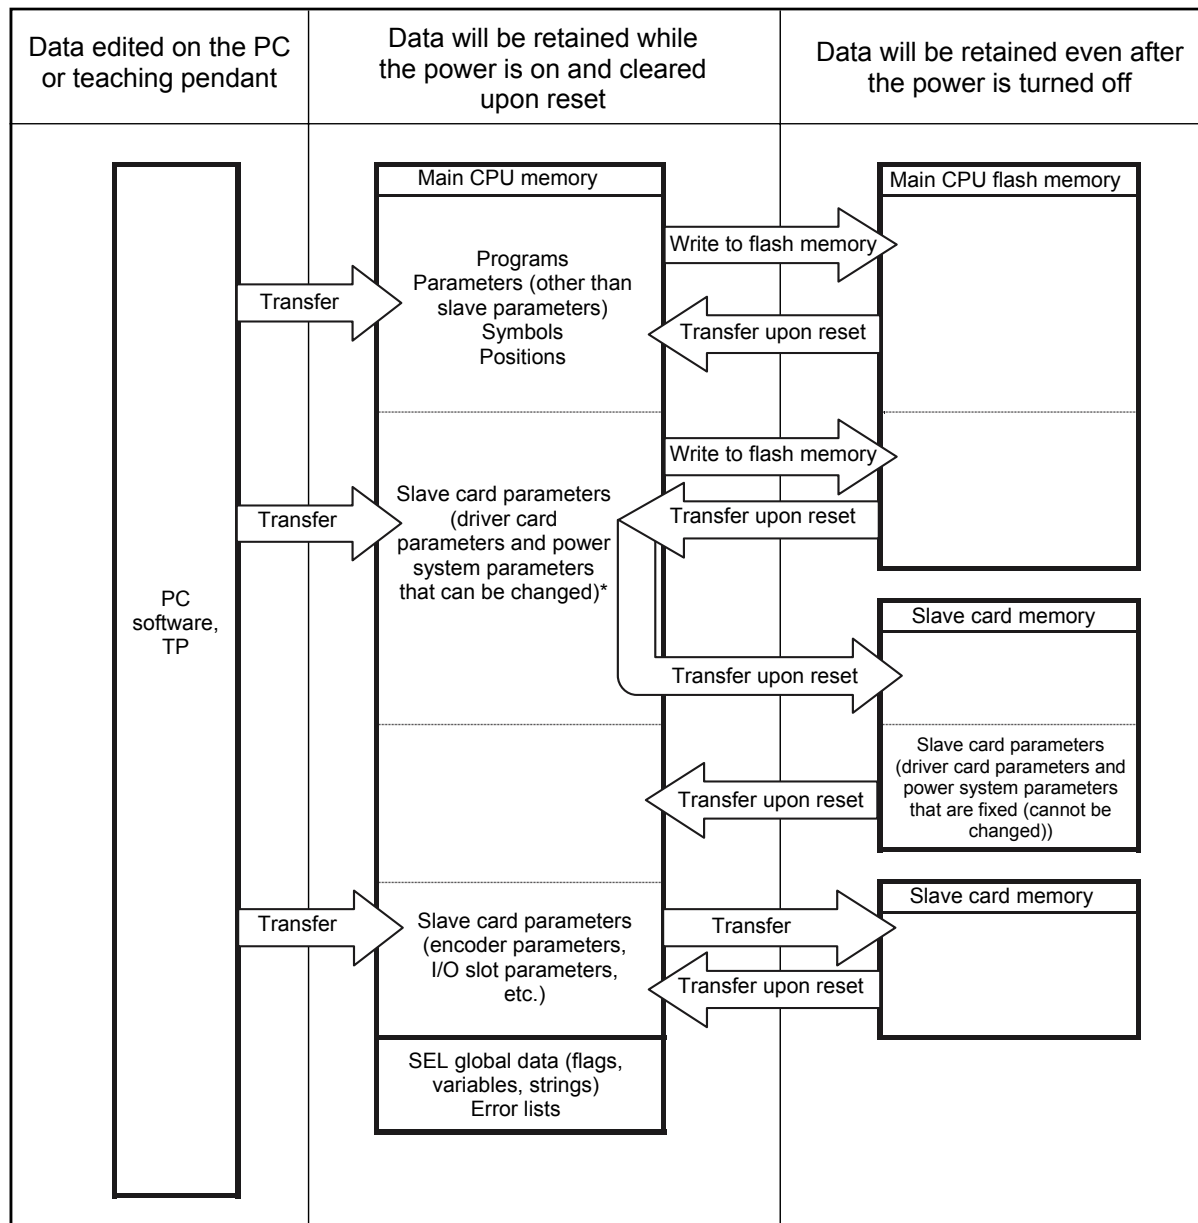 Data edited on the PC
or teaching pendant
Data will be retained while
the power is on and cleared
upon reset
Data will be retained even after
the power is turned off
PC
software,
TP
Main CPU memory
Main CPU flash memory
Transfer
Programs
Parameters (other than
slave parameters)
Symbols
Positions
Write to flash memory
Transfer upon reset
Transfer
Slave card parameters
(driver card
parameters and power
system parameters
that can be changed)*
Write to flash memory
Transfer upon reset
Slave card memory
Transfer upon reset
Transfer upon reset
Slave card parameters
(driver card parameters and
power system parameters
that are fixed (cannot be
changed))
Transfer
Slave card parameters
(encoder parameters,
I/O slot parameters,
etc.)
Transfer
Transfer upon reset
Slave card memory
SEL global data (flags,
variables, strings)
Error lists